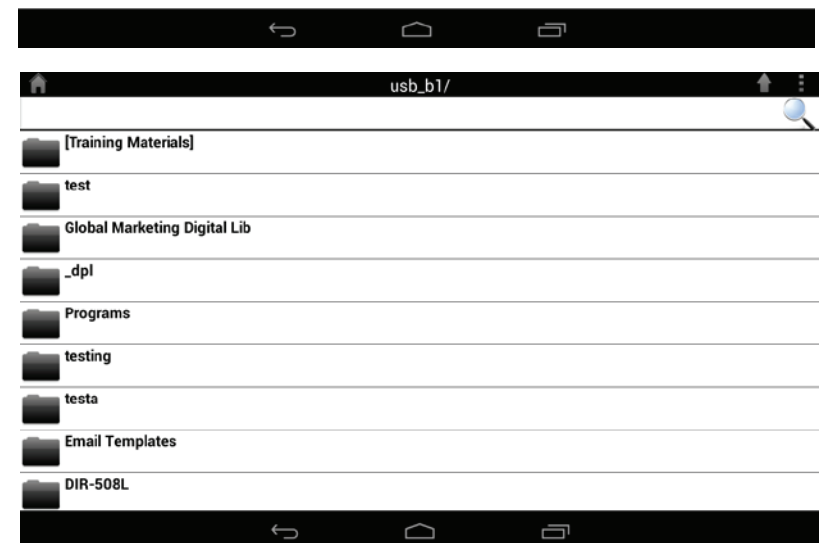 usb_b1/
[Training Materials]
test
Global Marketing Digital Lib
_dpl
Programs
testing
testa
Email Templates
DIR-508L